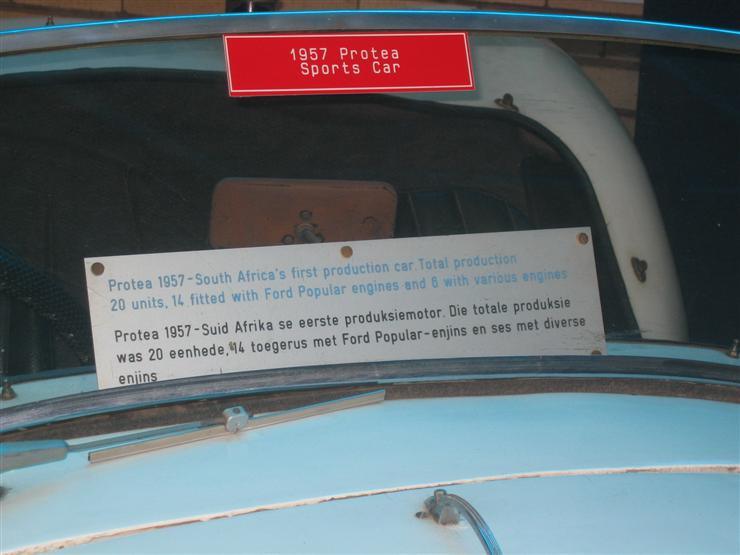 1957 Protea
Sports Car
Protea 1957-South Africa's first production car. Total production
20 units, 14 fitted with Ford Popular engines and 6 with various engines
Protea 1957-Suid Afrika se eerste produksiemotor. Die totale produksie
was 20 eenhede, 14 toegerus met Ford Popular-enjins en ses met diverse
enjins